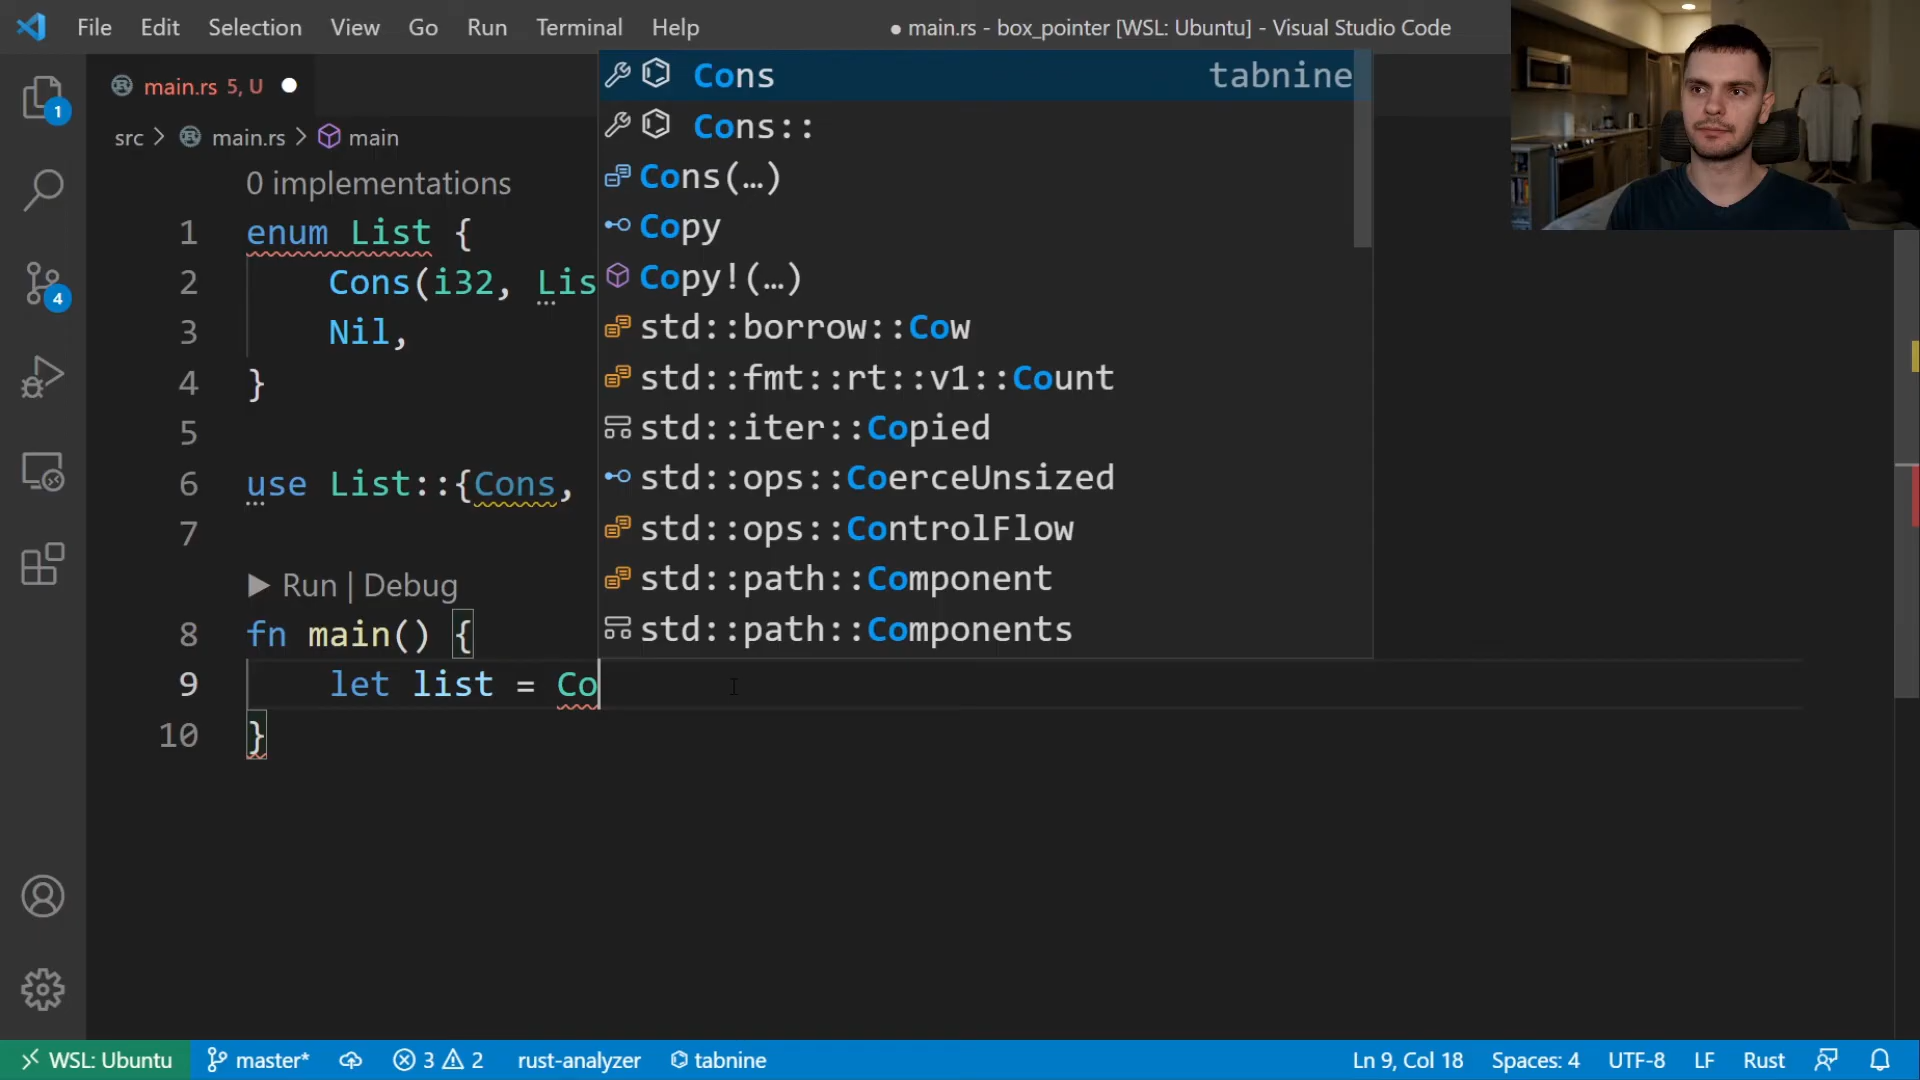 File Edit Selection View Go Run Terminal Help ● main.rs - box_pointer [WSL: Ubuntu] - Visual Studio Code
main.rs 5, U
src > main.rs > main
0 implementations
1 enum List {
2 Cons(i32, Lis
3 Nil,
4 }
5
6 use List::{Cons,
7
Run | Debug
8 fn main() {
9 let list = Co
10 }
Cons tabnine
Cons::
Cons(…)
Copy
Copy!(…)
std::borrow::Cow
std::fmt::rt::v1::Count
std::iter::Copied
std::ops::CoerceUnsized
std::ops::ControlFlow
std::path::Component
std::path::Components
1
4
WSL: Ubuntu master* 3 2 rust-analyzer tabnine Ln 9, Col 18 Spaces: 4 UTF-8 LF Rust